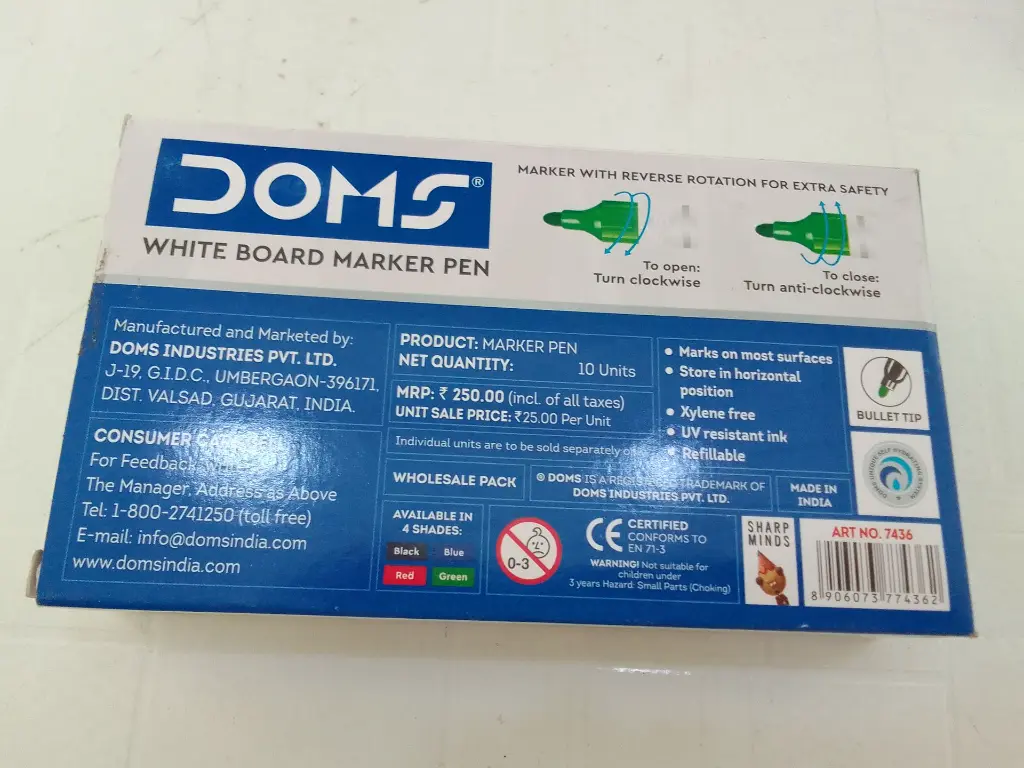 DOMS®
WHITE BOARD MARKER PEN
MARKER WITH REVERSE ROTATION FOR EXTRA SAFETY
To open:
Turn clockwise
To close:
Turn anti-clockwise
Manufactured and Marketed by:
DOMS INDUSTRIES PVT. LTD.
J-19, G.I.D.C., UMBERGAON-396171,
DIST. VALSAD, GUJARAT, INDIA.
CONSUMER
For Feedback
The Manager. Address as Above
Tel: 1-800-2741250 (toll free)
E-mail: info@domsindia.com
www.domsindia.com
PRODUCT: MARKER PEN
NET QUANTITY: 10 Units
MRP: ₹ 250.00 (incl. of all taxes)
UNIT SALE PRICE: ₹25.00 Per Unit
Individual units are to be sold separately
WHOLESALE PACK
® DOMS IS A REGISTERED TRADEMARK OF
DOMS INDUSTRIES PVT. LTD.
MADE IN
INDIA
AVAILABLE IN
4 SHADES:
Black Blue
Red Green
0-3
CE CERTIFIED
CONFORMS TO
EN 71-3
WARNING! Not suitable for
children under
3 years Hazard: Small Parts (Choking)
• Marks on most surfaces
• Store in horizontal
position
• Xylene free
• UV resistant ink
• Refillable
BULLET TIP
DOMS UNIQUE SELF HYDRATING SYSTEM
SHARP
MINDS
ART NO. 7436
8 906073 774362